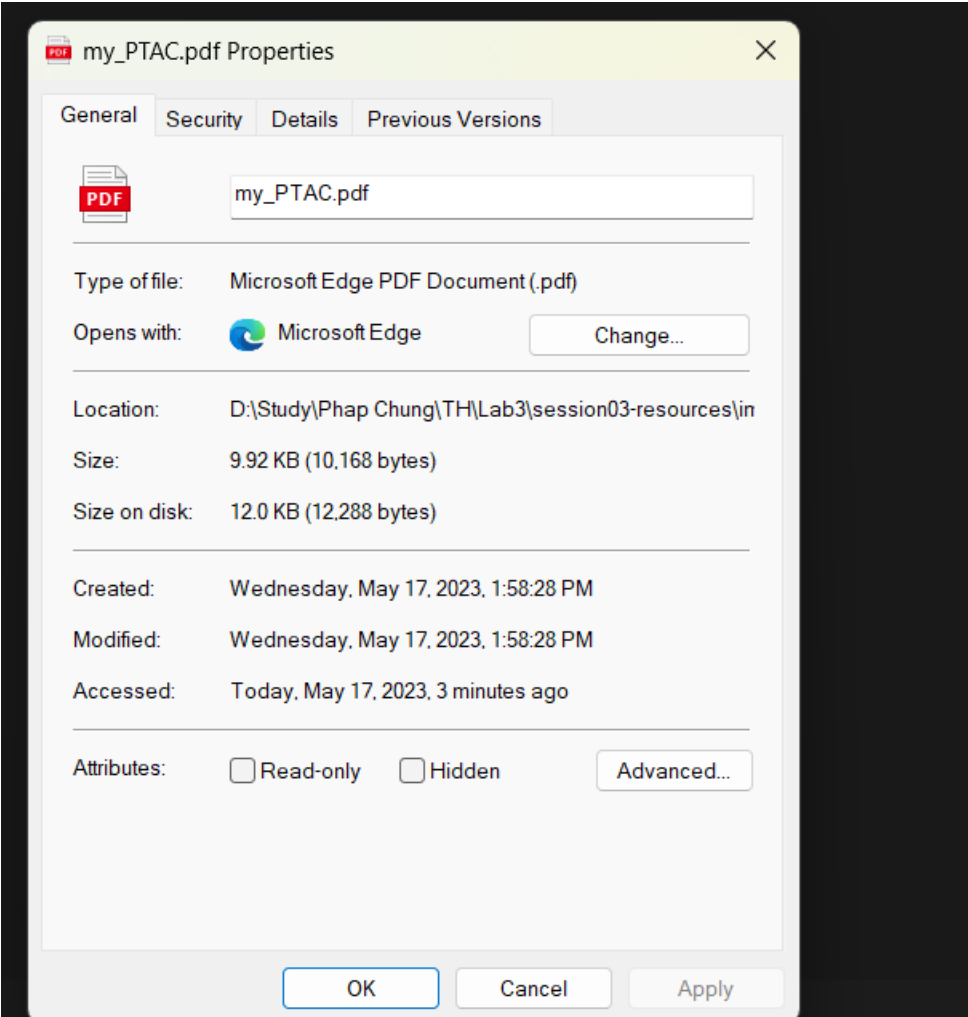 PDF my_PTAC.pdf Properties
General Security Details Previous Versions
PDF my_PTAC.pdf
Type of file: Microsoft Edge PDF Document (.pdf)
Opens with: Microsoft Edge Change...
Location: D:\Study\Phap Chung\TH\Lab3\session03-resources\im
Size: 9.92 KB (10,168 bytes)
Size on disk: 12.0 KB (12,288 bytes)
Created: Wednesday, May 17, 2023, 1:58:28 PM
Modified: Wednesday, May 17, 2023, 1:58:28 PM
Accessed: Today, May 17, 2023, 3 minutes ago
Attributes: Read-only Hidden Advanced...
OK Cancel Apply